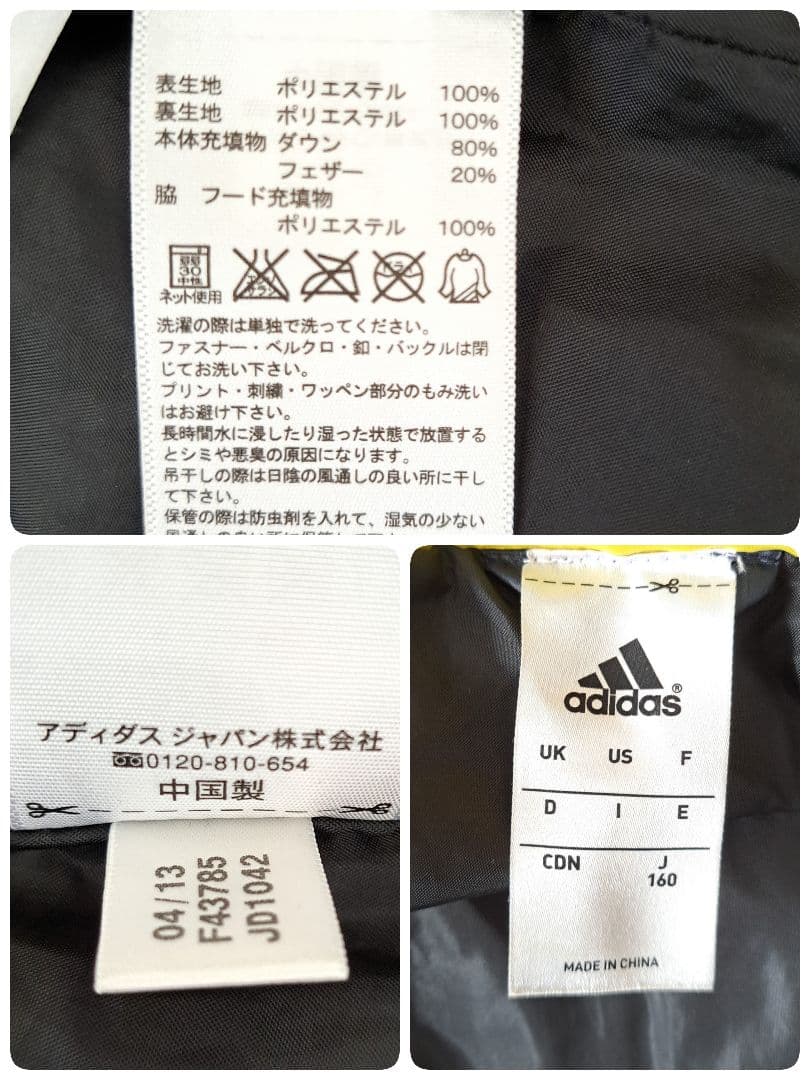 表生地 ポリエステル 100%
裏生地 ポリエステル 100%
本体充填物 ダウン 80%
フェザー 20%
脇 フード充填物
ポリエステル 100%
弱 30 中性
ネット使用
エンソ サラシ
ドライ
洗濯の際は単独で洗ってください。
ファスナー・ベルクロ・釦・バックルは閉
じてお洗い下さい。
プリント・刺繍・ワッペン部分のもみ洗い
はお避け下さい。
長時間水に浸したり湿った状態で放置する
とシミや悪臭の原因になります。
吊干しの際は日陰の風通しの良い所に干し
て下さい。
保管の際は防虫剤を入れて、湿気の少ない
アディダス ジャパン株式会社
0120-810-654
中国製
04/13
F43785
JD1042
adidas®
UK US F
D I E
CDN J
160
MADE IN CHINA